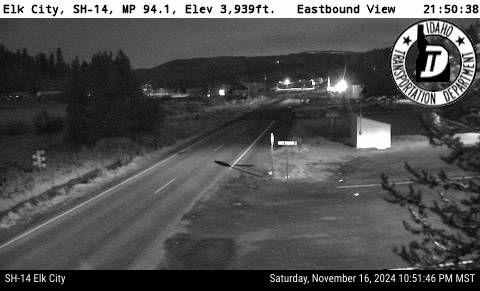 Elk City, SH-14, MP 94.1, Elev 3,939ft. Eastbound View 21:50:38
IDAHO
TRANSPORTATION DEPARTMENT
SH-14 Elk City Saturday, November 16, 2024 10:51:46 PM MST